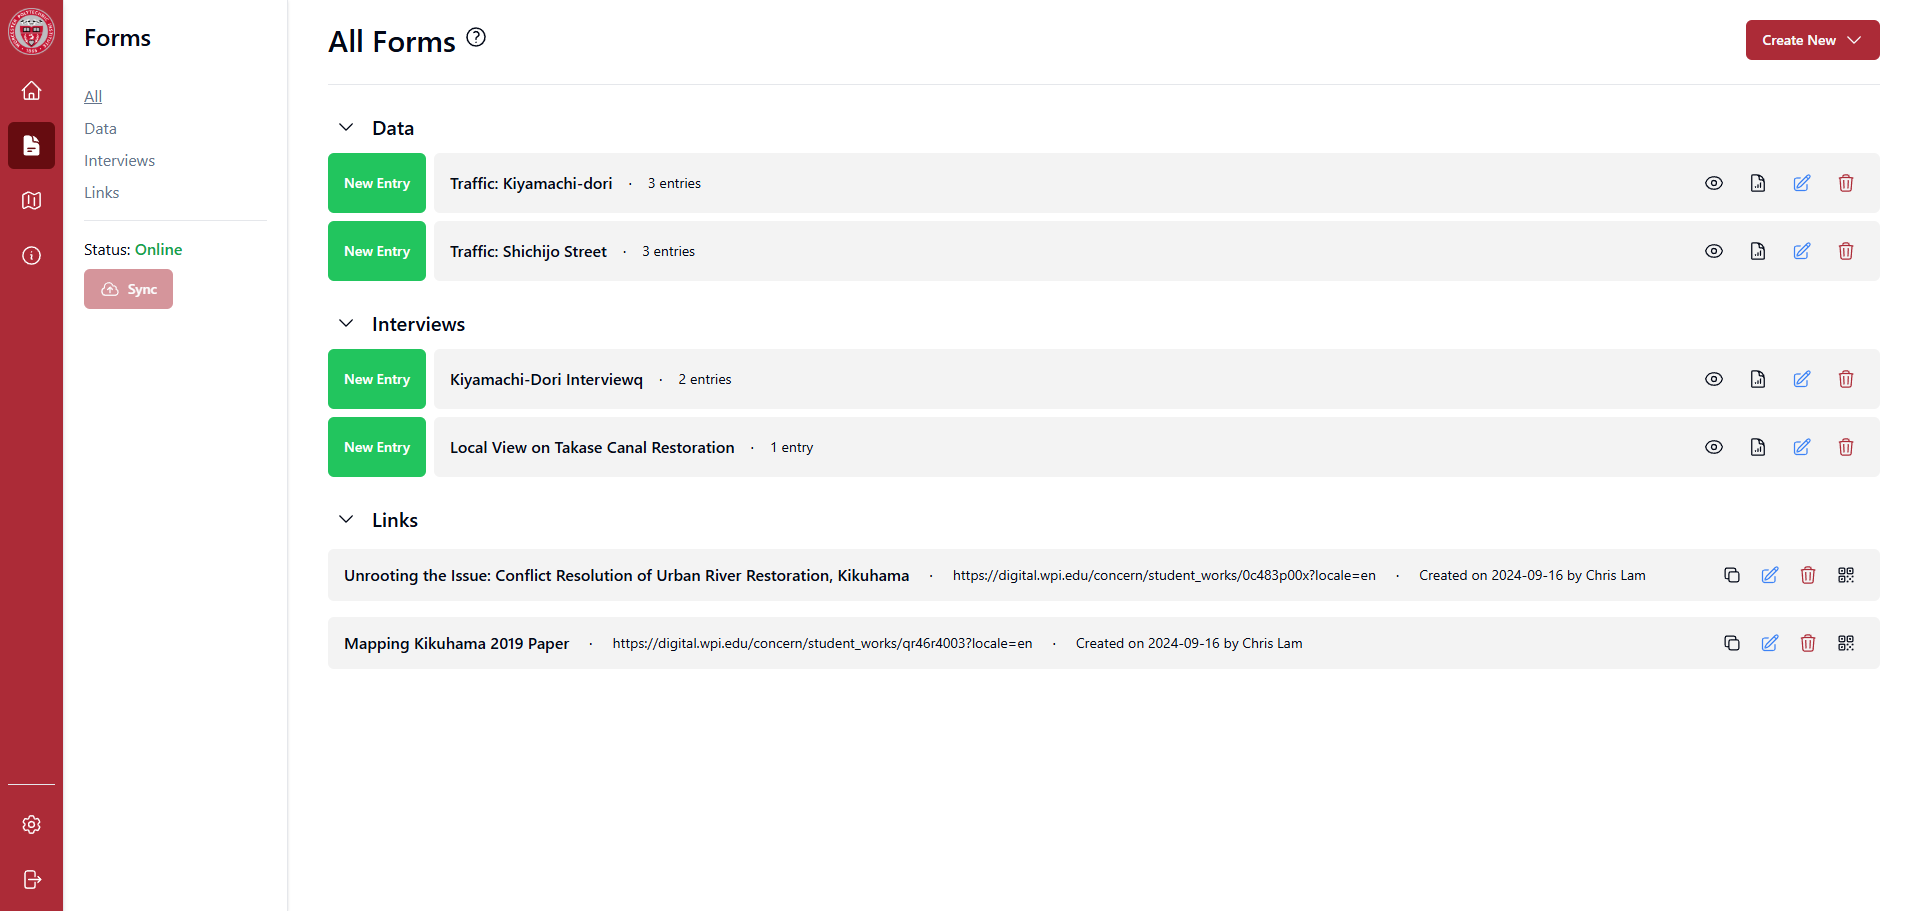 Forms
All
Data
Interviews
Links
Status: Online
Sync
All Forms
Create New
Data
New Entry
Traffic: Kiyamachi-dori · 3 entries
New Entry
Traffic: Shichijo Street · 3 entries
Interviews
New Entry
Kiyamachi-Dori Interviewq · 2 entries
New Entry
Local View on Takase Canal Restoration · 1 entry
Links
Unrooting the Issue: Conflict Resolution of Urban River Restoration, Kikuhama · https://digital.wpi.edu/concern/student_works/0c483p00x?locale=en · Created on 2024-09-16 by Chris Lam
Mapping Kikuhama 2019 Paper · https://digital.wpi.edu/concern/student_works/qr46r4003?locale=en · Created on 2024-09-16 by Chris Lam